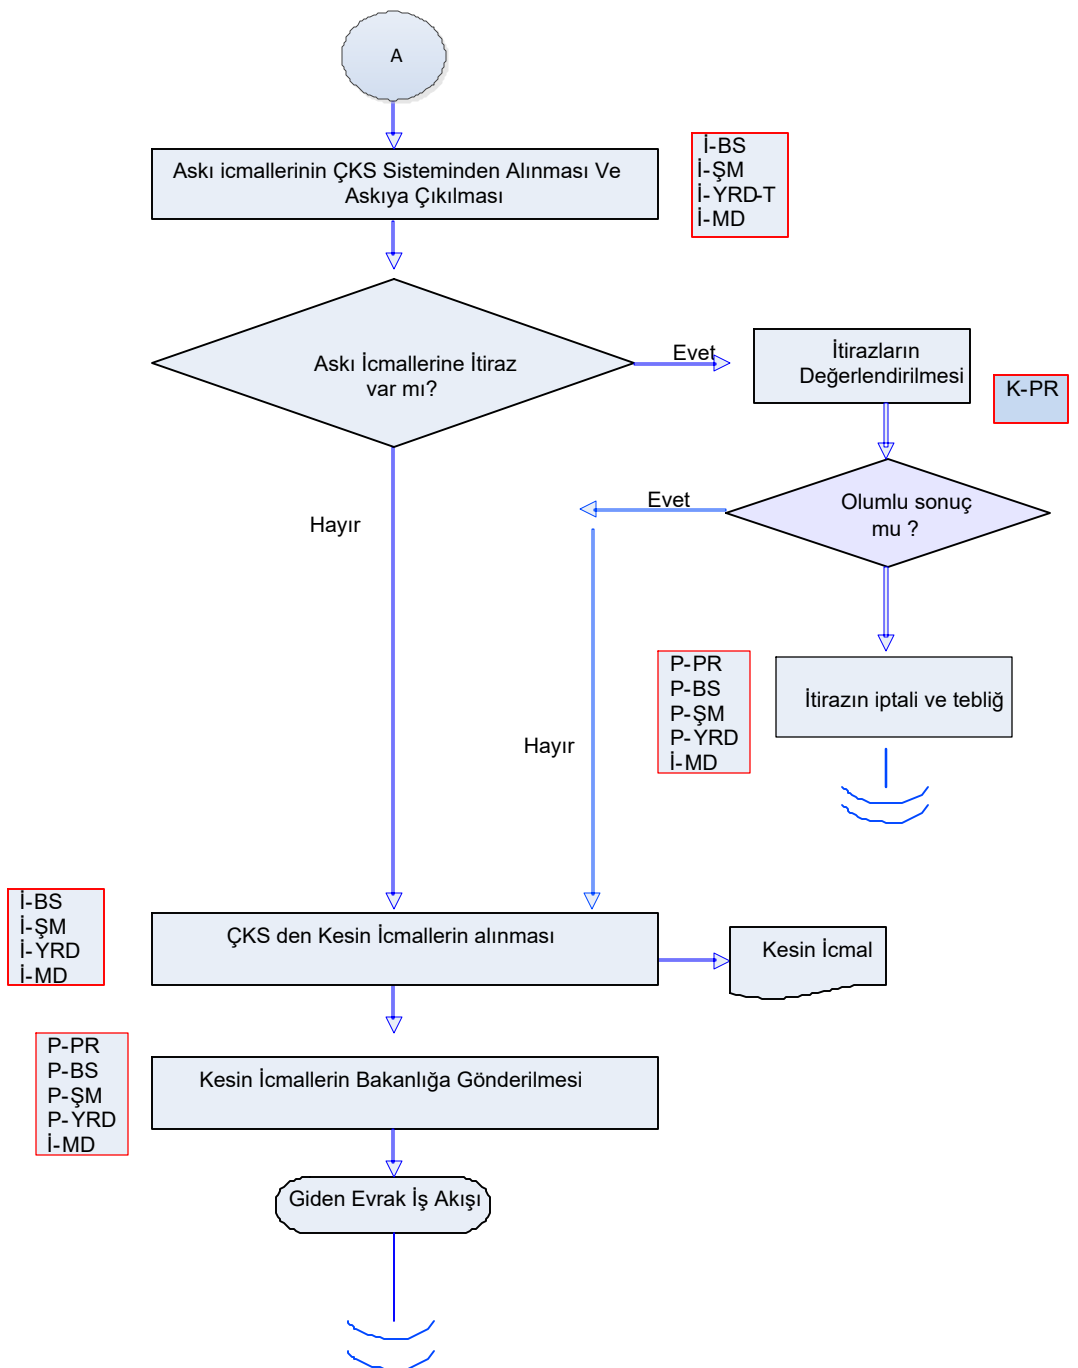 A
Askı icmallerinin ÇKS Sisteminden Alınması Ve
Askıya Çıkılması
İ-BS
İ-ŞM
İ-YRD-T
İ-MD
Askı İcmallerine İtiraz
var mı?
Evet
İtirazların
Değerlendirilmesi
K-PR
Hayır
Evet
Olumlu sonuç
mu ?
P-PR
P-BS
P-ŞM
P-YRD
İ-MD
İtirazın iptali ve tebliğ
Hayır
İ-BS
İ-ŞM
İ-YRD
İ-MD
ÇKS den Kesin İcmallerin alınması
Kesin İcmal
P-PR
P-BS
P-ŞM
P-YRD
İ-MD
Kesin İcmallerin Bakanlığa Gönderilmesi
Giden Evrak İş Akışı